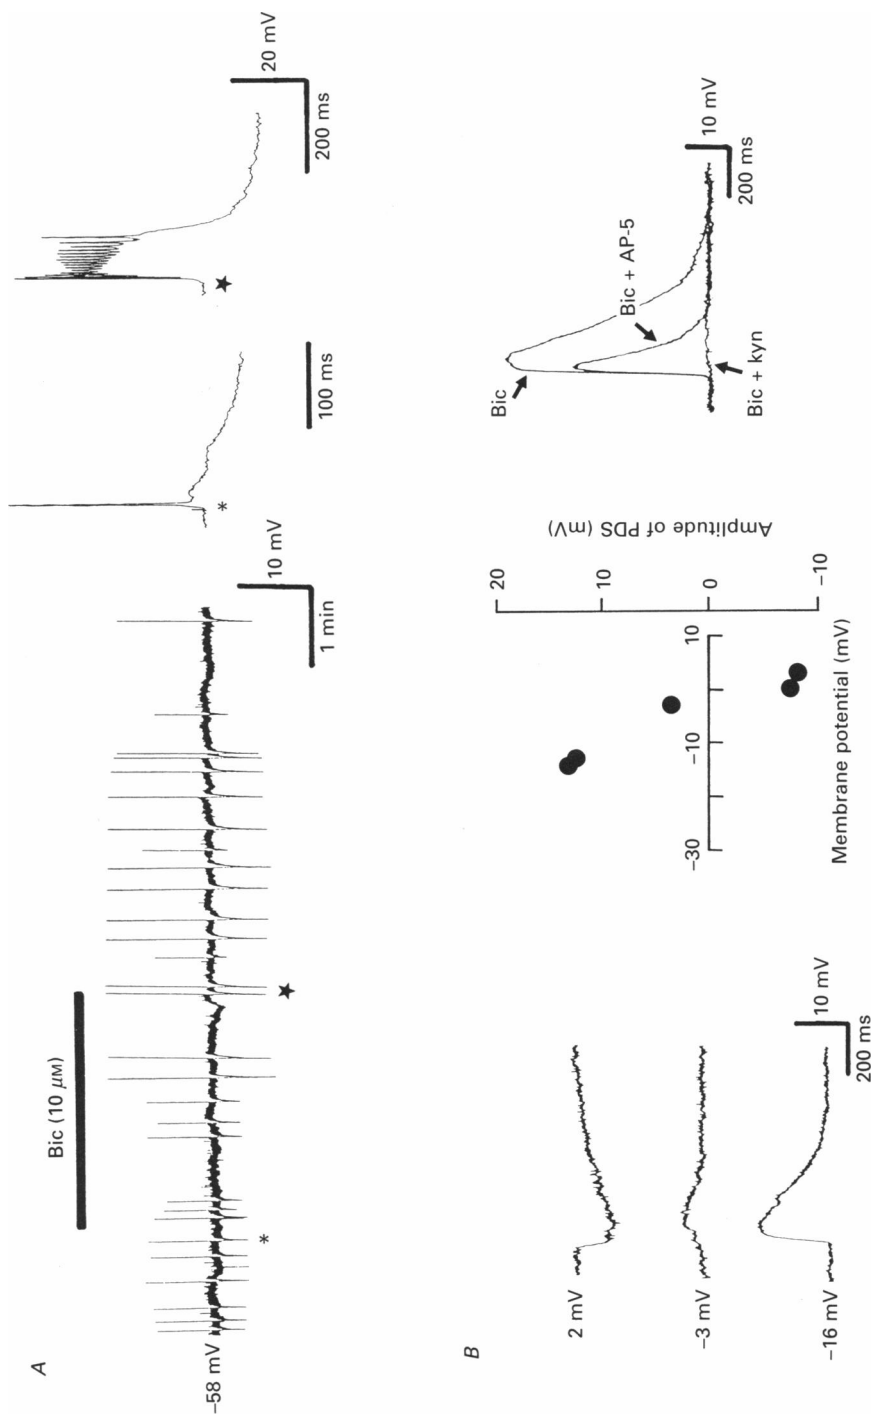 A
Bic (10 μM)
–58 mV
*
★
10 mV
1 min
*
100 ms
★
20 mV
200 ms
B
2 mV
–3 mV
–16 mV
10 mV
200 ms
Amplitude of PDS (mV)
20
10
0
–10
–30
–10
10
Membrane potential (mV)
Bic
Bic + AP-5
Bic + kyn
10 mV
200 ms